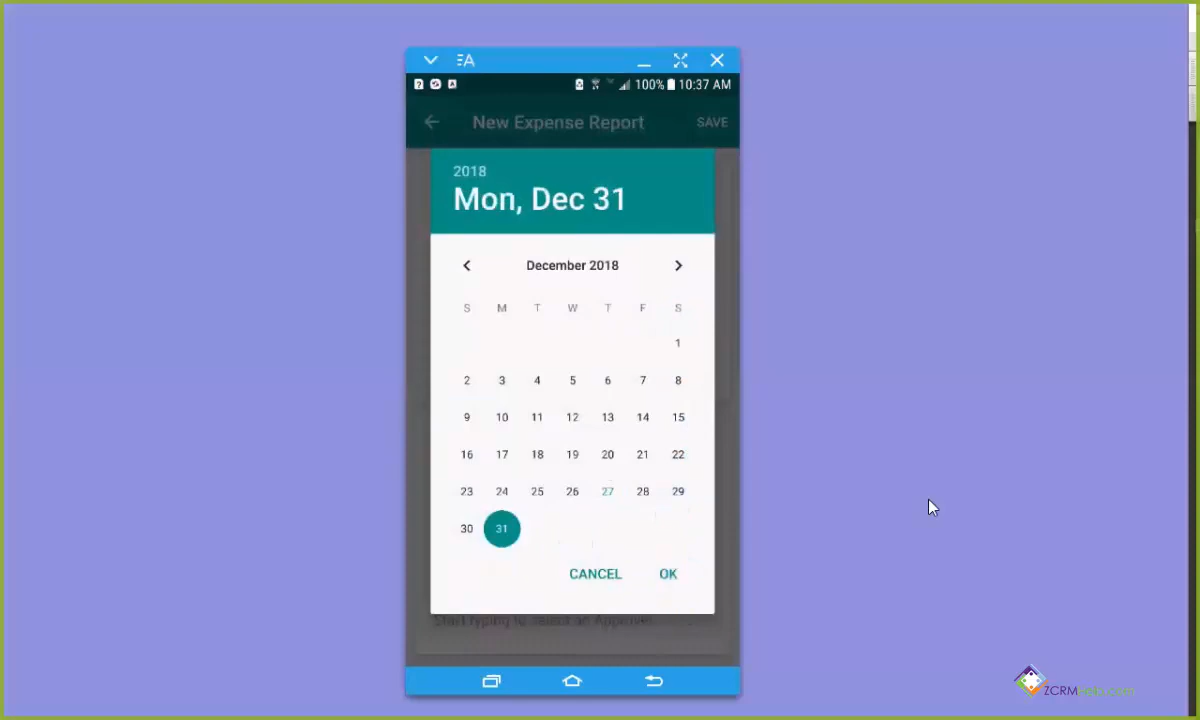 ΞA
100% 10:37 AM
New Expense Report SAVE
2018
Mon, Dec 31
December 2018
S M T W T F S
1
2 3 4 5 6 7 8
9 10 11 12 13 14 15
16 17 18 19 20 21 22
23 24 25 26 27 28 29
30 31
CANCEL OK
Start typing to select an Approver
ZCRMHelp.com